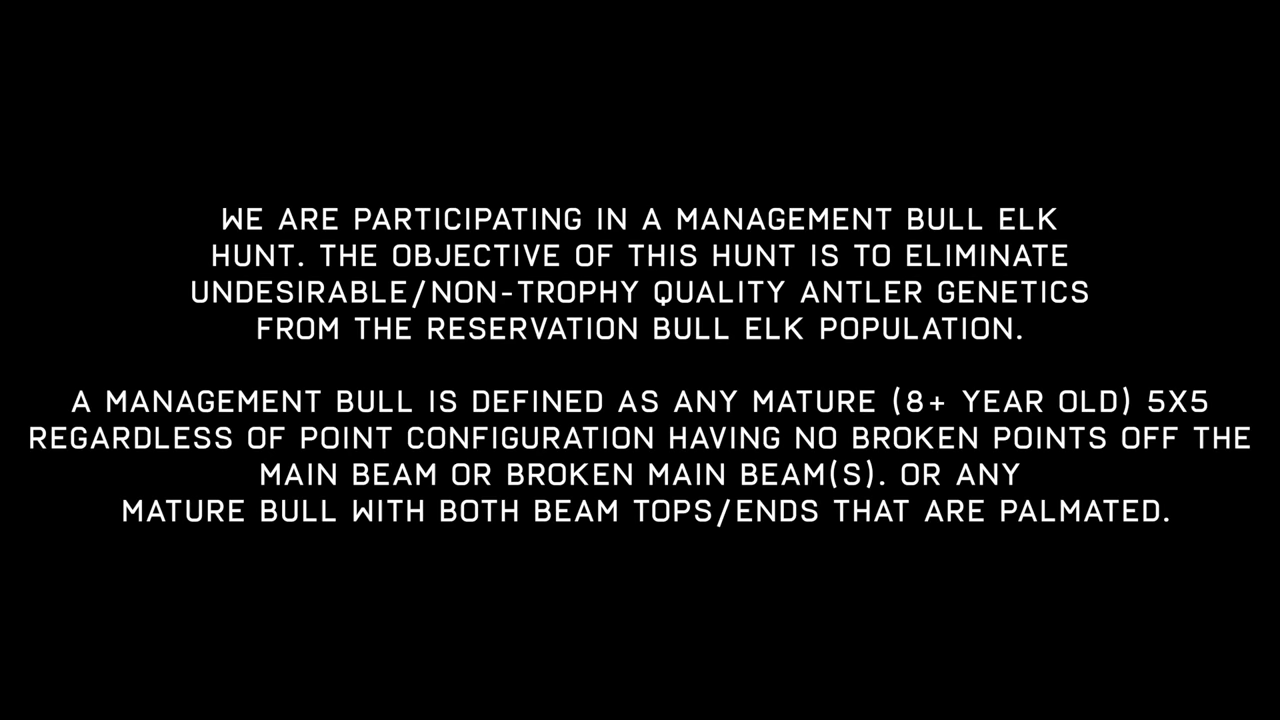 WE ARE PARTICIPATING IN A MANAGEMENT BULL ELK
HUNT. THE OBJECTIVE OF THIS HUNT IS TO ELIMINATE
UNDESIRABLE/NON-TROPHY QUALITY ANTLER GENETICS
FROM THE RESERVATION BULL ELK POPULATION.
A MANAGEMENT BULL IS DEFINED AS ANY MATURE (8+ YEAR OLD) 5X5
REGARDLESS OF POINT CONFIGURATION HAVING NO BROKEN POINTS OFF THE
MAIN BEAM OR BROKEN MAIN BEAM(S). OR ANY
MATURE BULL WITH BOTH BEAM TOPS/ENDS THAT ARE PALMATED.